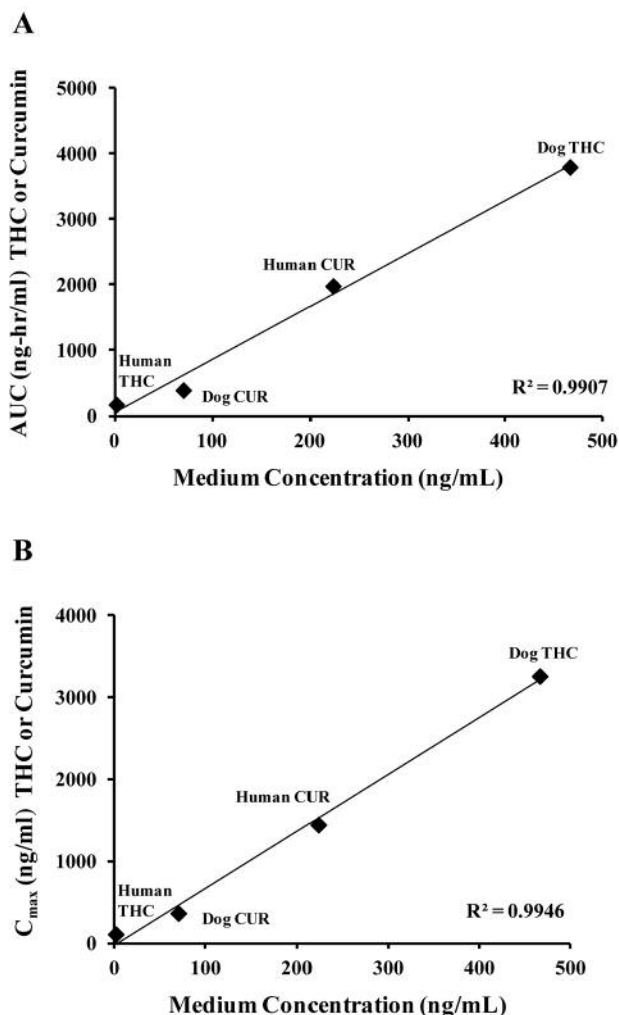 A
AUC (ng-hr/ml) THC or Curcumin
5000
4000
3000
2000
1000
0
Dog THC
Human CUR
Human
THC
Dog CUR
R² = 0.9907
0 100 200 300 400 500
Medium Concentration (ng/mL)
B
Cmax (ng/ml) THC or Curcumin
4000
3000
2000
1000
0
Dog THC
Human CUR
Human
THC
Dog CUR
R² = 0.9946
0 100 200 300 400 500
Medium Concentration (ng/mL)